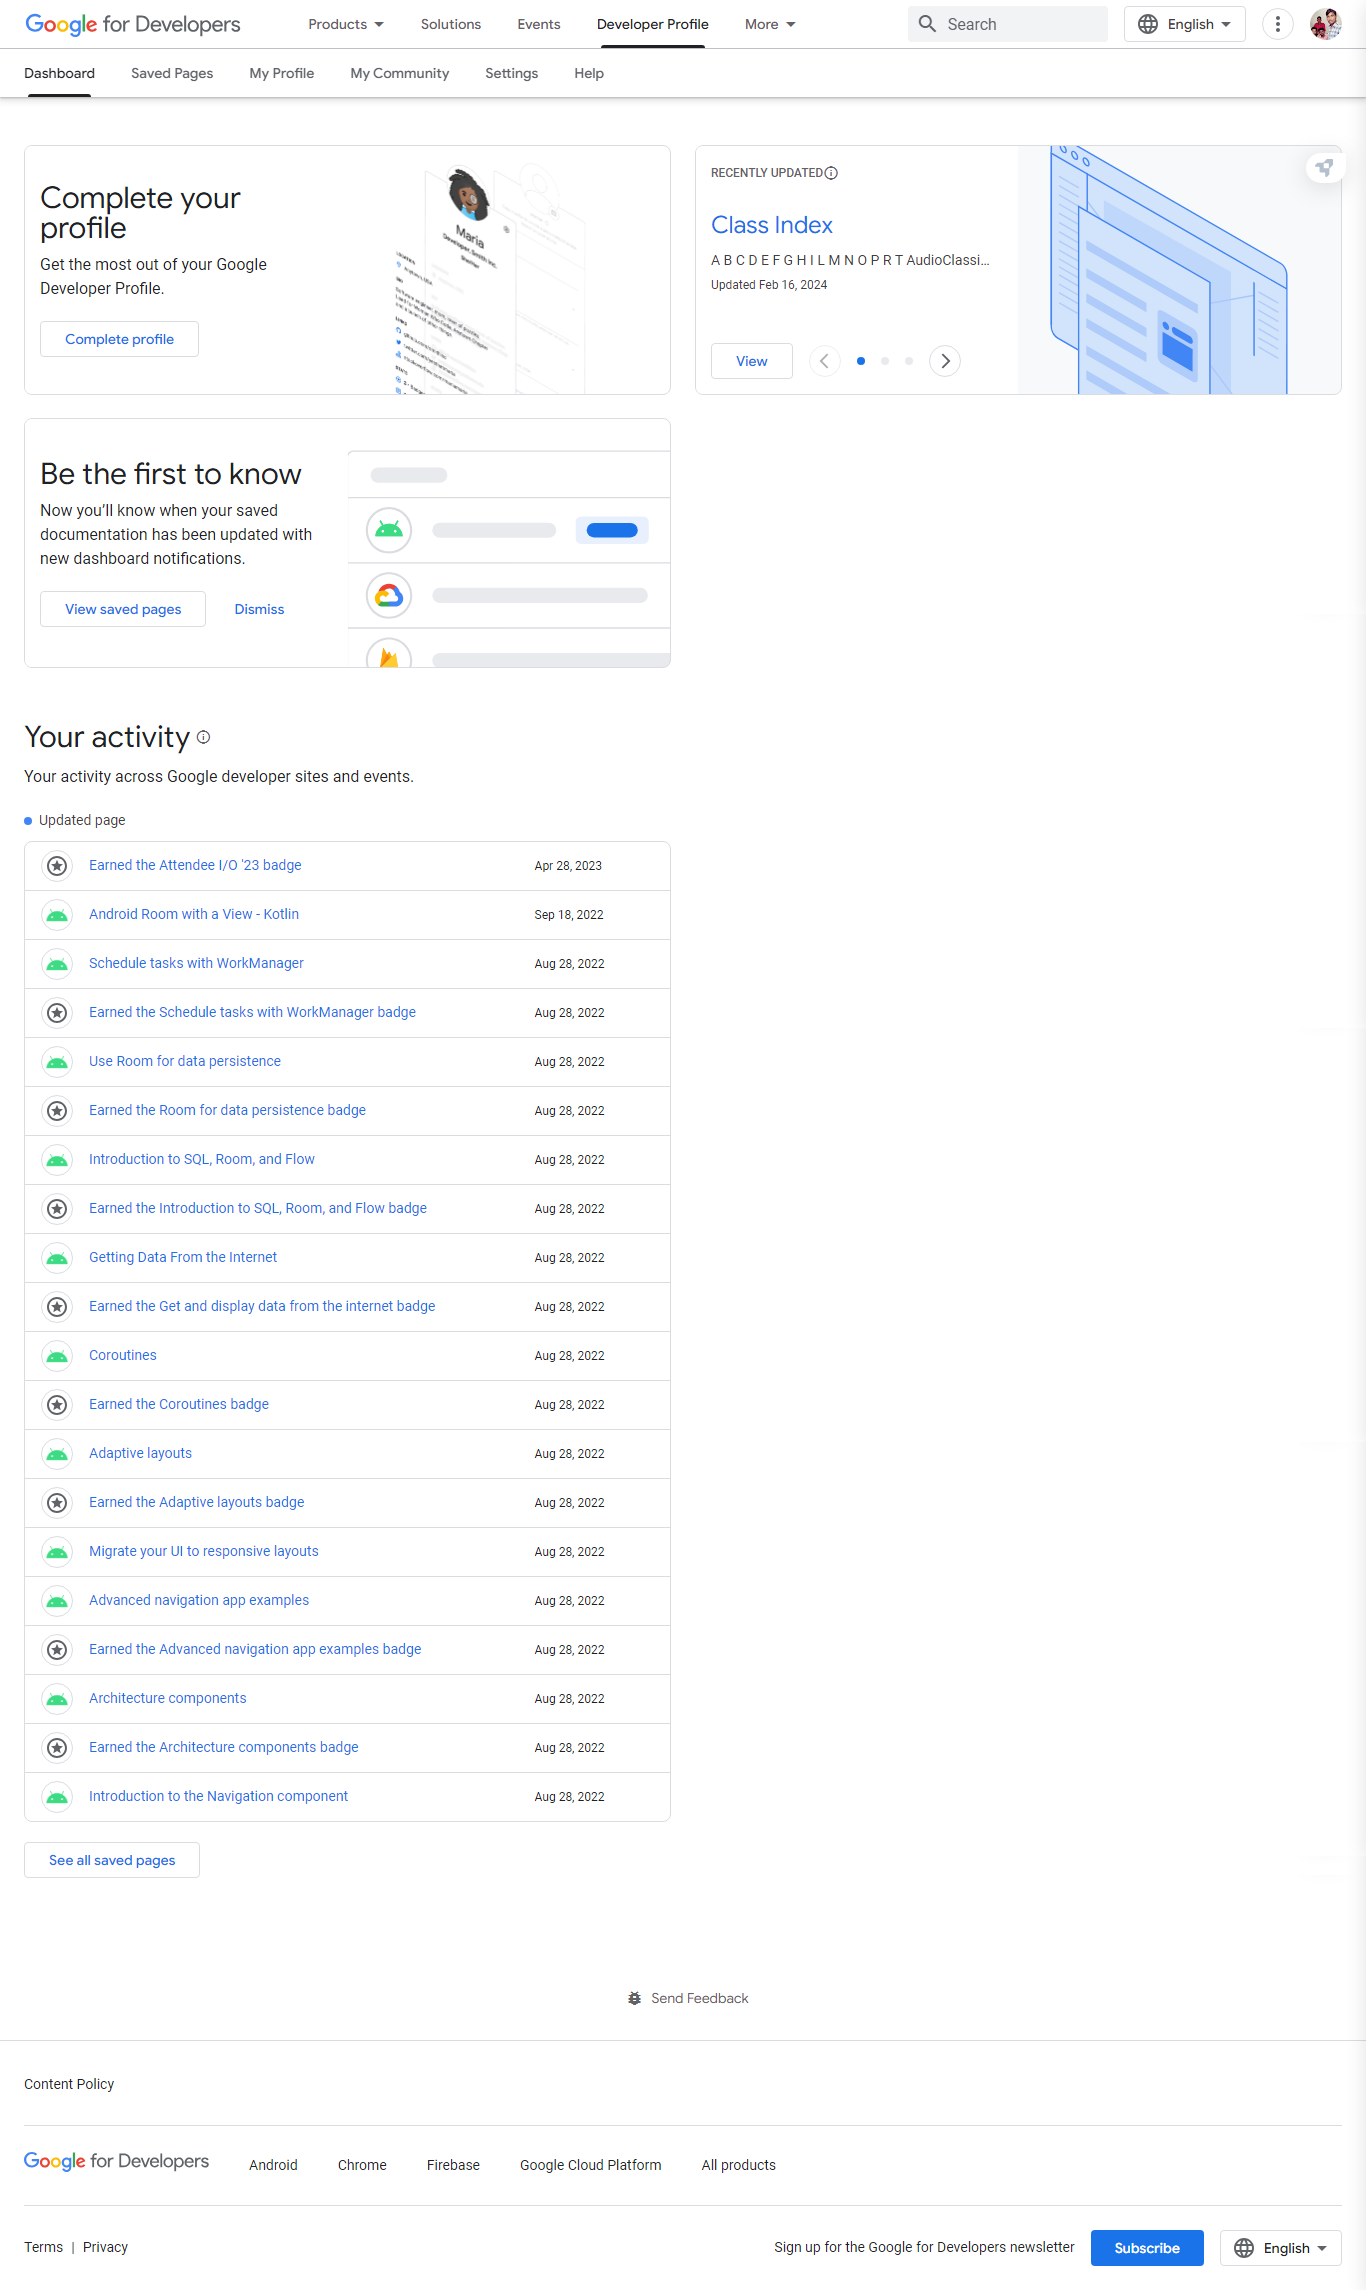 Google for Developers
Products
Solutions
Events
Developer Profile
More
Search
English
Dashboard
Saved Pages
My Profile
My Community
Settings
Help
Complete your
profile
Get the most out of your Google
Developer Profile.
Complete profile
Maria
RECENTLY UPDATED
Class Index
A B C D E F G H I L M N O P R T AudioClassi...
Updated Feb 16, 2024
View
Be the first to know
Now you’ll know when your saved
documentation has been updated with
new dashboard notifications.
View saved pages
Dismiss
Your activity
Your activity across Google developer sites and events.
Updated page
Earned the Attendee I/O '23 badge Apr 28, 2023
Android Room with a View - Kotlin Sep 18, 2022
Schedule tasks with WorkManager Aug 28, 2022
Earned the Schedule tasks with WorkManager badge Aug 28, 2022
Use Room for data persistence Aug 28, 2022
Earned the Room for data persistence badge Aug 28, 2022
Introduction to SQL, Room, and Flow Aug 28, 2022
Earned the Introduction to SQL, Room, and Flow badge Aug 28, 2022
Getting Data From the Internet Aug 28, 2022
Earned the Get and display data from the internet badge Aug 28, 2022
Coroutines Aug 28, 2022
Earned the Coroutines badge Aug 28, 2022
Adaptive layouts Aug 28, 2022
Earned the Adaptive layouts badge Aug 28, 2022
Migrate your UI to responsive layouts Aug 28, 2022
Advanced navigation app examples Aug 28, 2022
Earned the Advanced navigation app examples badge Aug 28, 2022
Architecture components Aug 28, 2022
Earned the Architecture components badge Aug 28, 2022
Introduction to the Navigation component Aug 28, 2022
See all saved pages
Send Feedback
Content Policy
Google for Developers
Android
Chrome
Firebase
Google Cloud Platform
All products
Terms | Privacy
Sign up for the Google for Developers newsletter
Subscribe
English